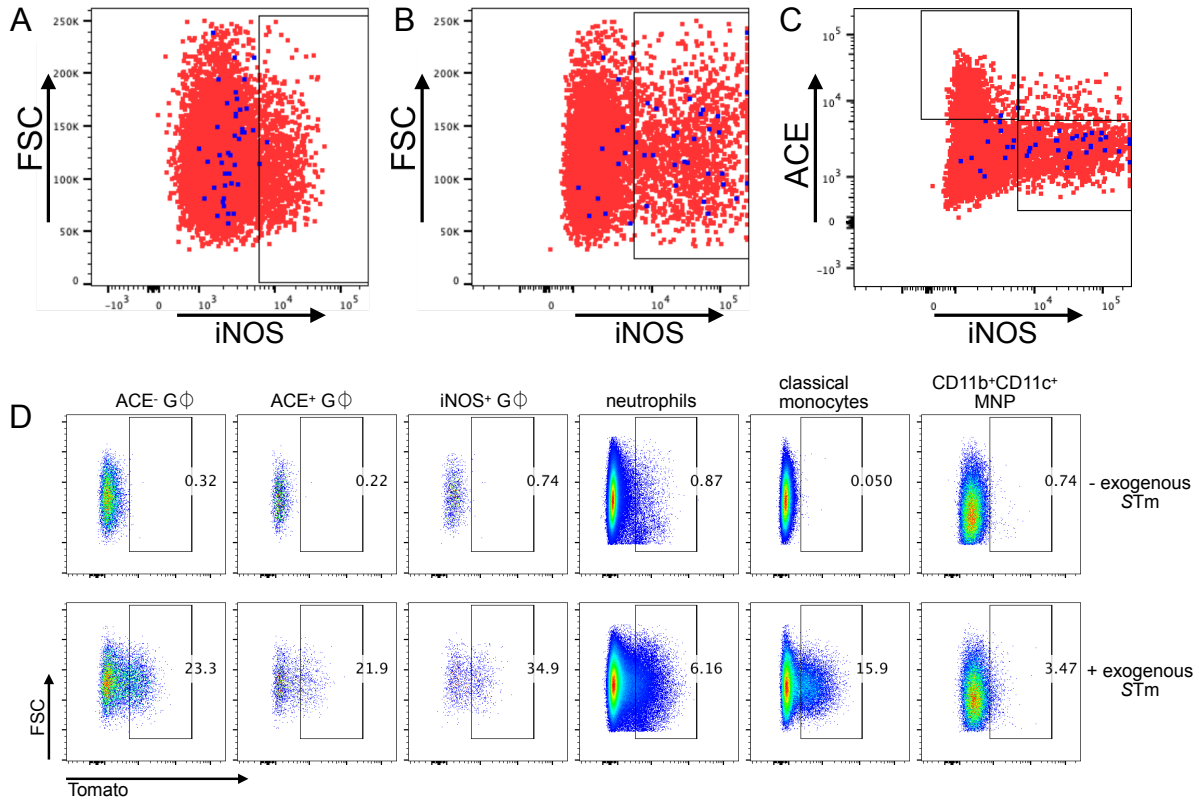 A
FSC
250K
200K
150K
100K
50K
0
-10³
0
10³
10⁴
10⁵
iNOS
B
FSC
250K
200K
150K
100K
50K
0
0
10⁴
10⁵
iNOS
C
ACE
10⁵
10⁴
10³
0
-10³
0
10⁴
10⁵
iNOS
D
ACE⁻ GΦ
ACE⁺ GΦ
iNOS⁺ GΦ
neutrophils
classical
monocytes
CD11b⁺CD11c⁺
MNP
0.32
0.22
0.74
0.87
0.050
0.74
- exogenous
STm
23.3
21.9
34.9
6.16
15.9
3.47
+ exogenous
STm
FSC
Tomato